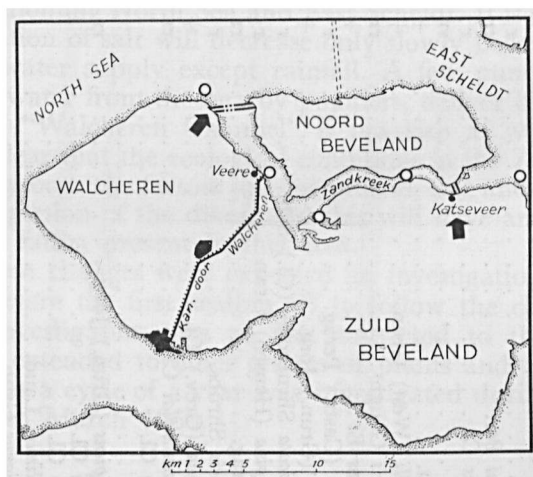 NORTH SEA
EAST
SCHELDT
NOORD
BEVELAND
Veere
WALCHEREN
Zandkreek
Katseveer
Walcheren
door
ZUID
BEVELAND
km 1 2 3 4 5 10 15